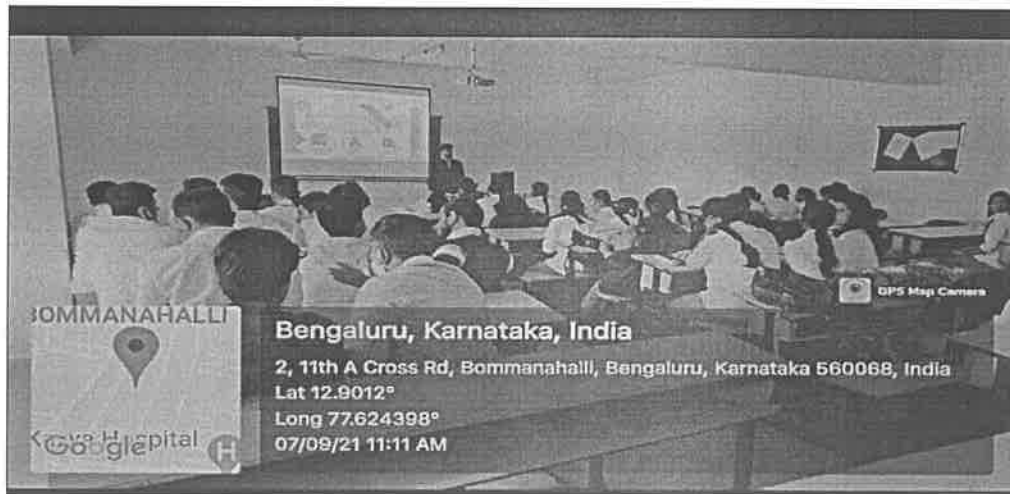 GPS Map Camera
BOMMANAHALLI
Google
Hospital
H
Bengaluru, Karnataka, India
2, 11th A Cross Rd, Bommanahalli, Bengaluru, Karnataka 560068, India
Lat 12.9012°
Long 77.624398°
07/09/21 11:11 AM